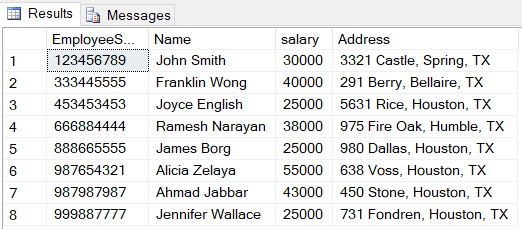 Results Messages
EmployeeS... Name salary Address
1 123456789 John Smith 30000 3321 Castle, Spring, TX
2 333445555 Franklin Wong 40000 291 Berry, Bellaire, TX
3 453453453 Joyce English 25000 5631 Rice, Houston, TX
4 666884444 Ramesh Narayan 38000 975 Fire Oak, Humble, TX
5 888665555 James Borg 25000 980 Dallas, Houston, TX
6 987654321 Alicia Zelaya 55000 638 Voss, Houston, TX
7 987987987 Ahmad Jabbar 43000 450 Stone, Houston, TX
8 999887777 Jennifer Wallace 25000 731 Fondren, Houston, TX